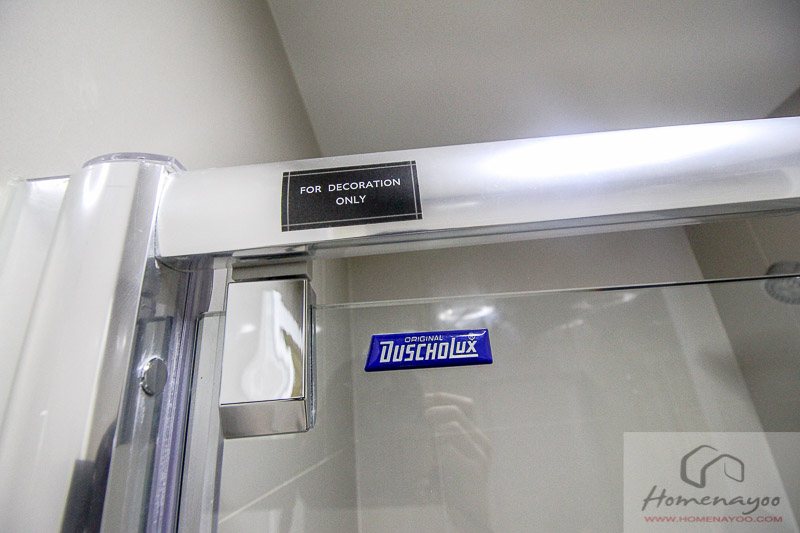 FOR DECORATION
ONLY
ORIGINAL
DUSCHOLUX
Homenayoo
WWW.HOMENAYOO.COM